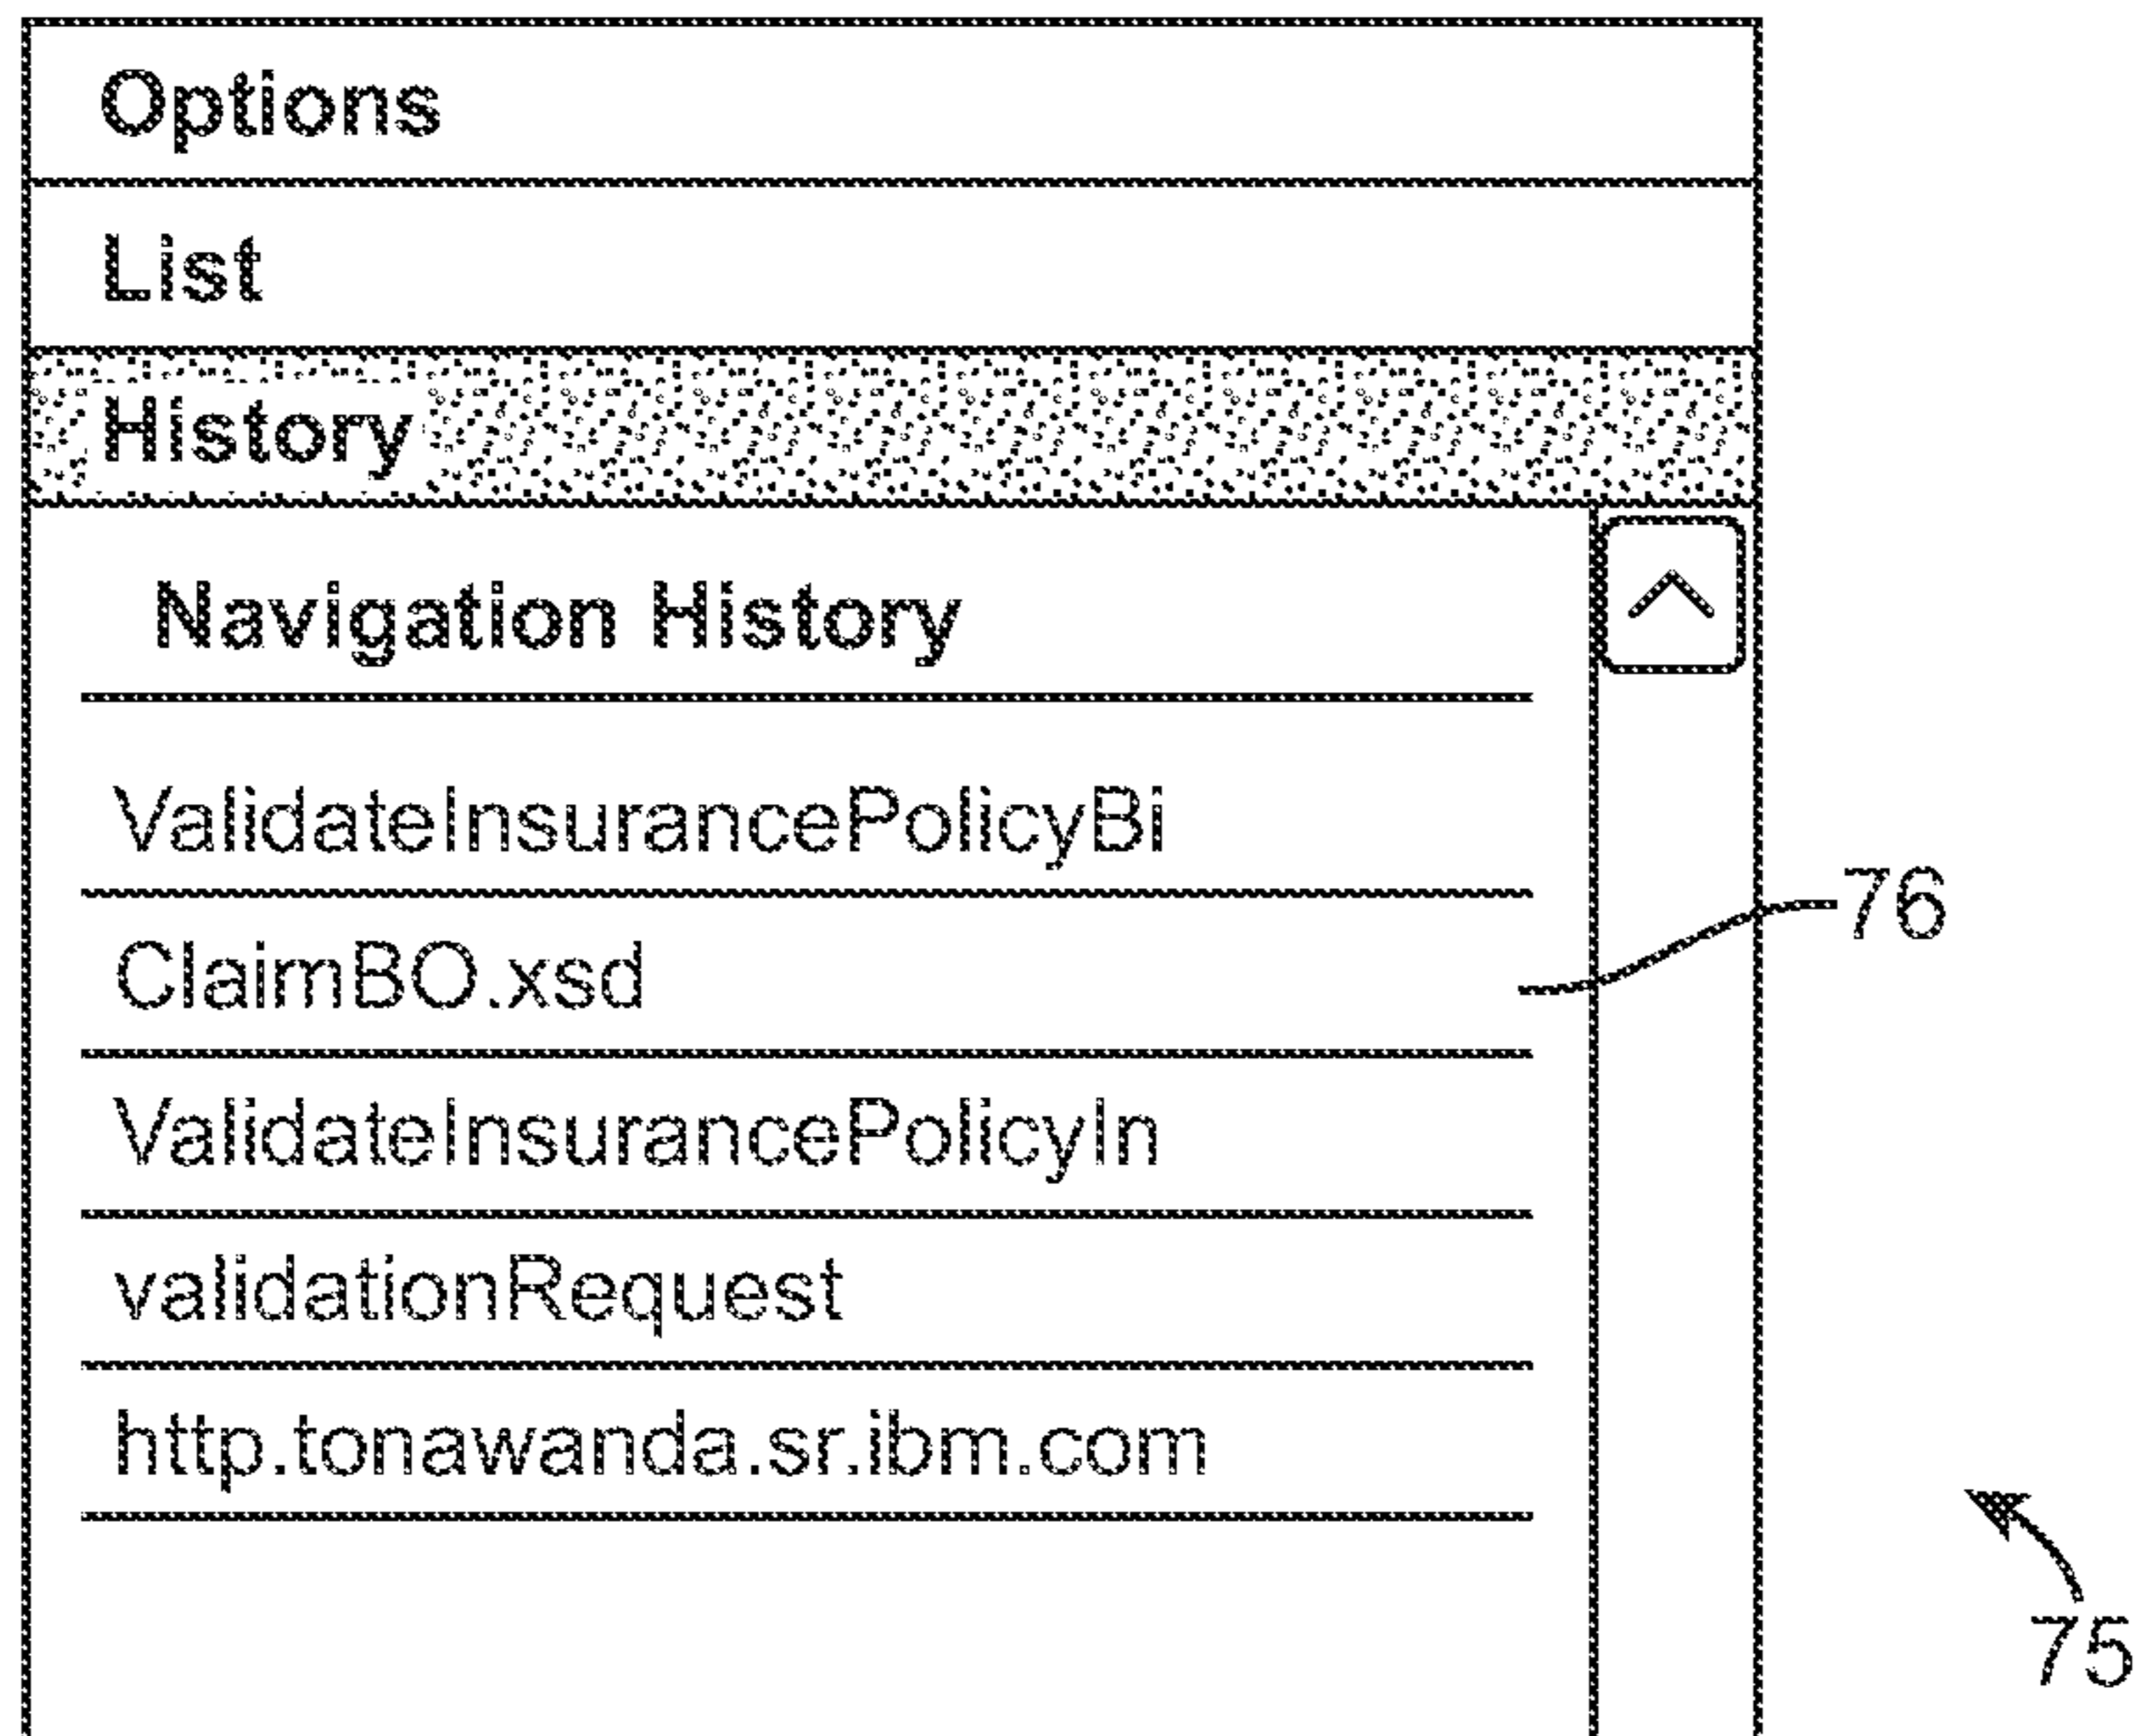 Options
List
History
Navigation History
ValidateInsurancePolicyBi
76
ClaimBO.xsd
ValidateInsurancePolicyIn
validationRequest
http.tonawanda.sr.ibm.com
75